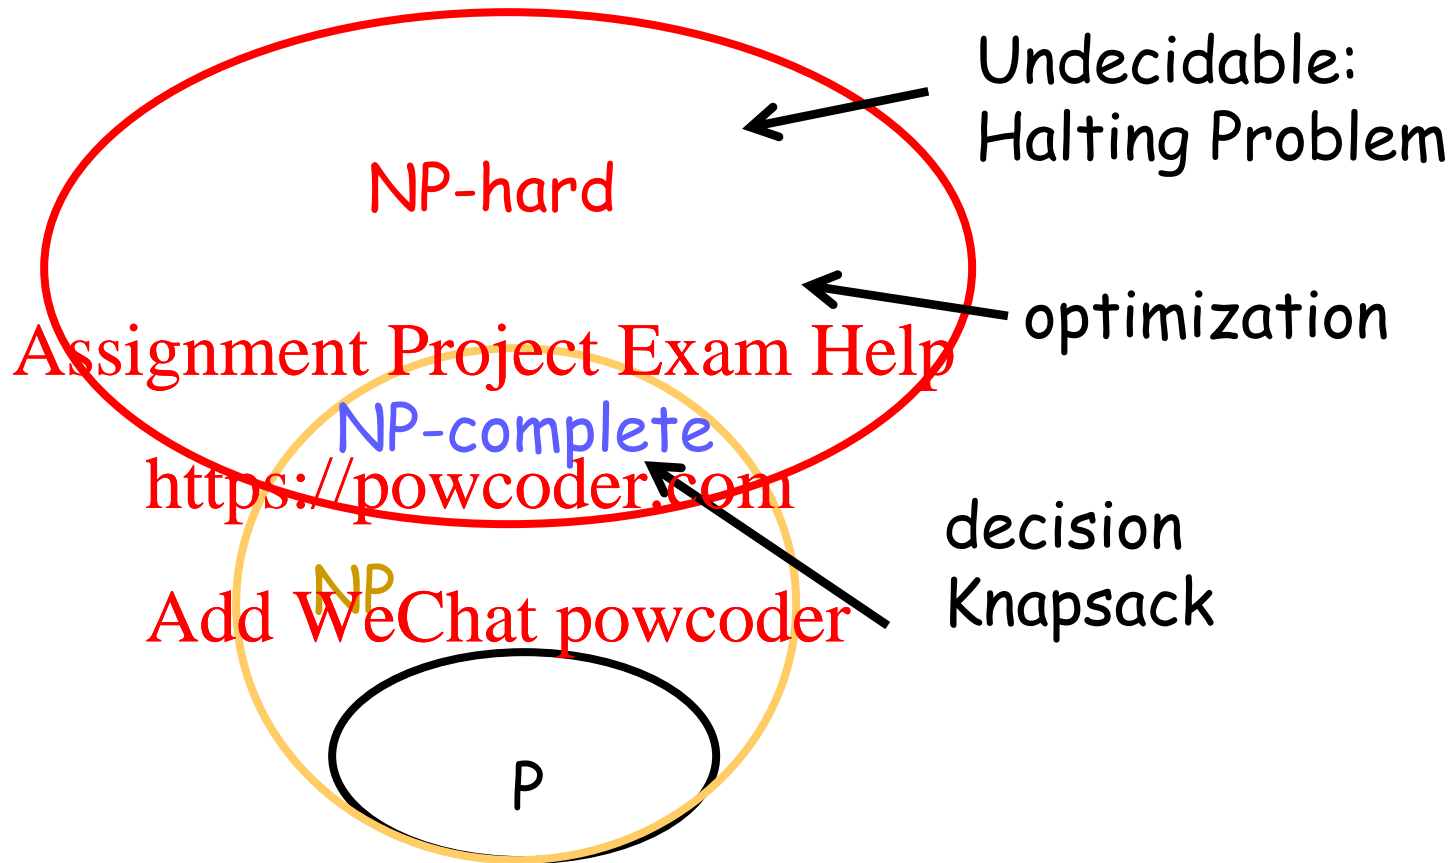 Undecidable:
Halting Problem
NP-hard
optimization
Assignment Project Exam Help
NP-complete
https://powcoder.com
decision
Knapsack
NP
Add WeChat powcoder
P